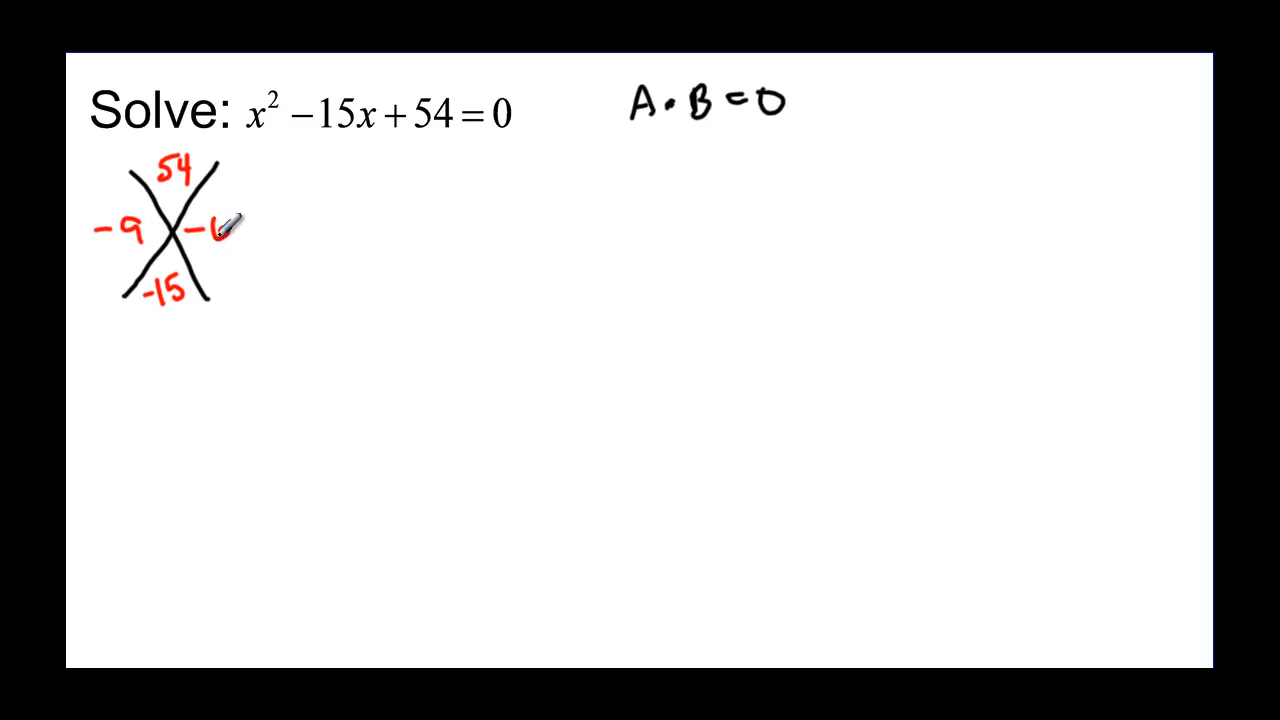 Solve: x² − 15x + 54 = 0
A • B = 0
54
-9
-15